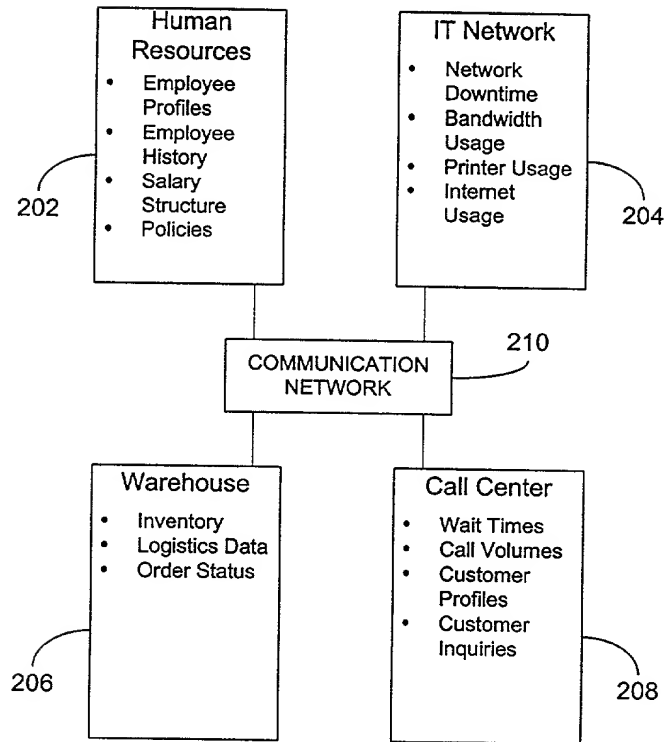 Human
Resources
• Employee
Profiles
• Employee
History
• Salary
Structure
• Policies
202
IT Network
• Network
Downtime
• Bandwidth
Usage
• Printer Usage
• Internet
Usage
204
COMMUNICATION
NETWORK
210
Warehouse
• Inventory
• Logistics Data
• Order Status
206
Call Center
• Wait Times
• Call Volumes
• Customer
Profiles
• Customer
Inquiries
208